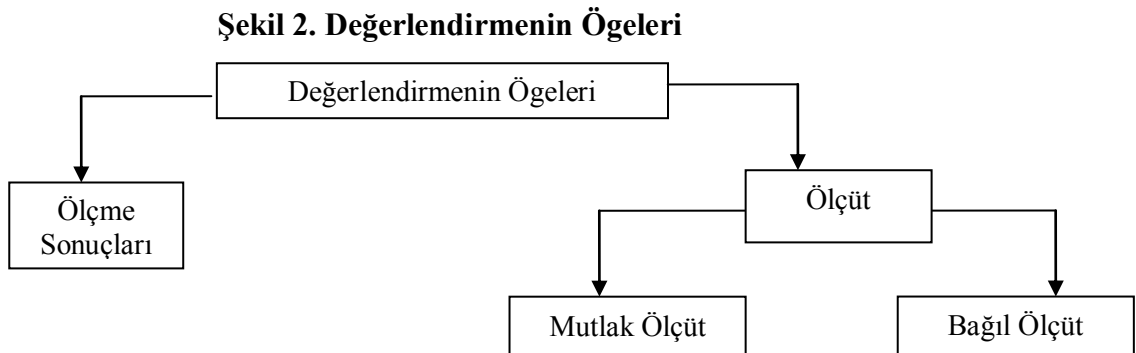 Şekil 2. Değerlendirmenin Ögeleri
Değerlendirmenin Ögeleri
Ölçme
Sonuçları
Ölçüt
Mutlak Ölçüt
Bağıl Ölçüt